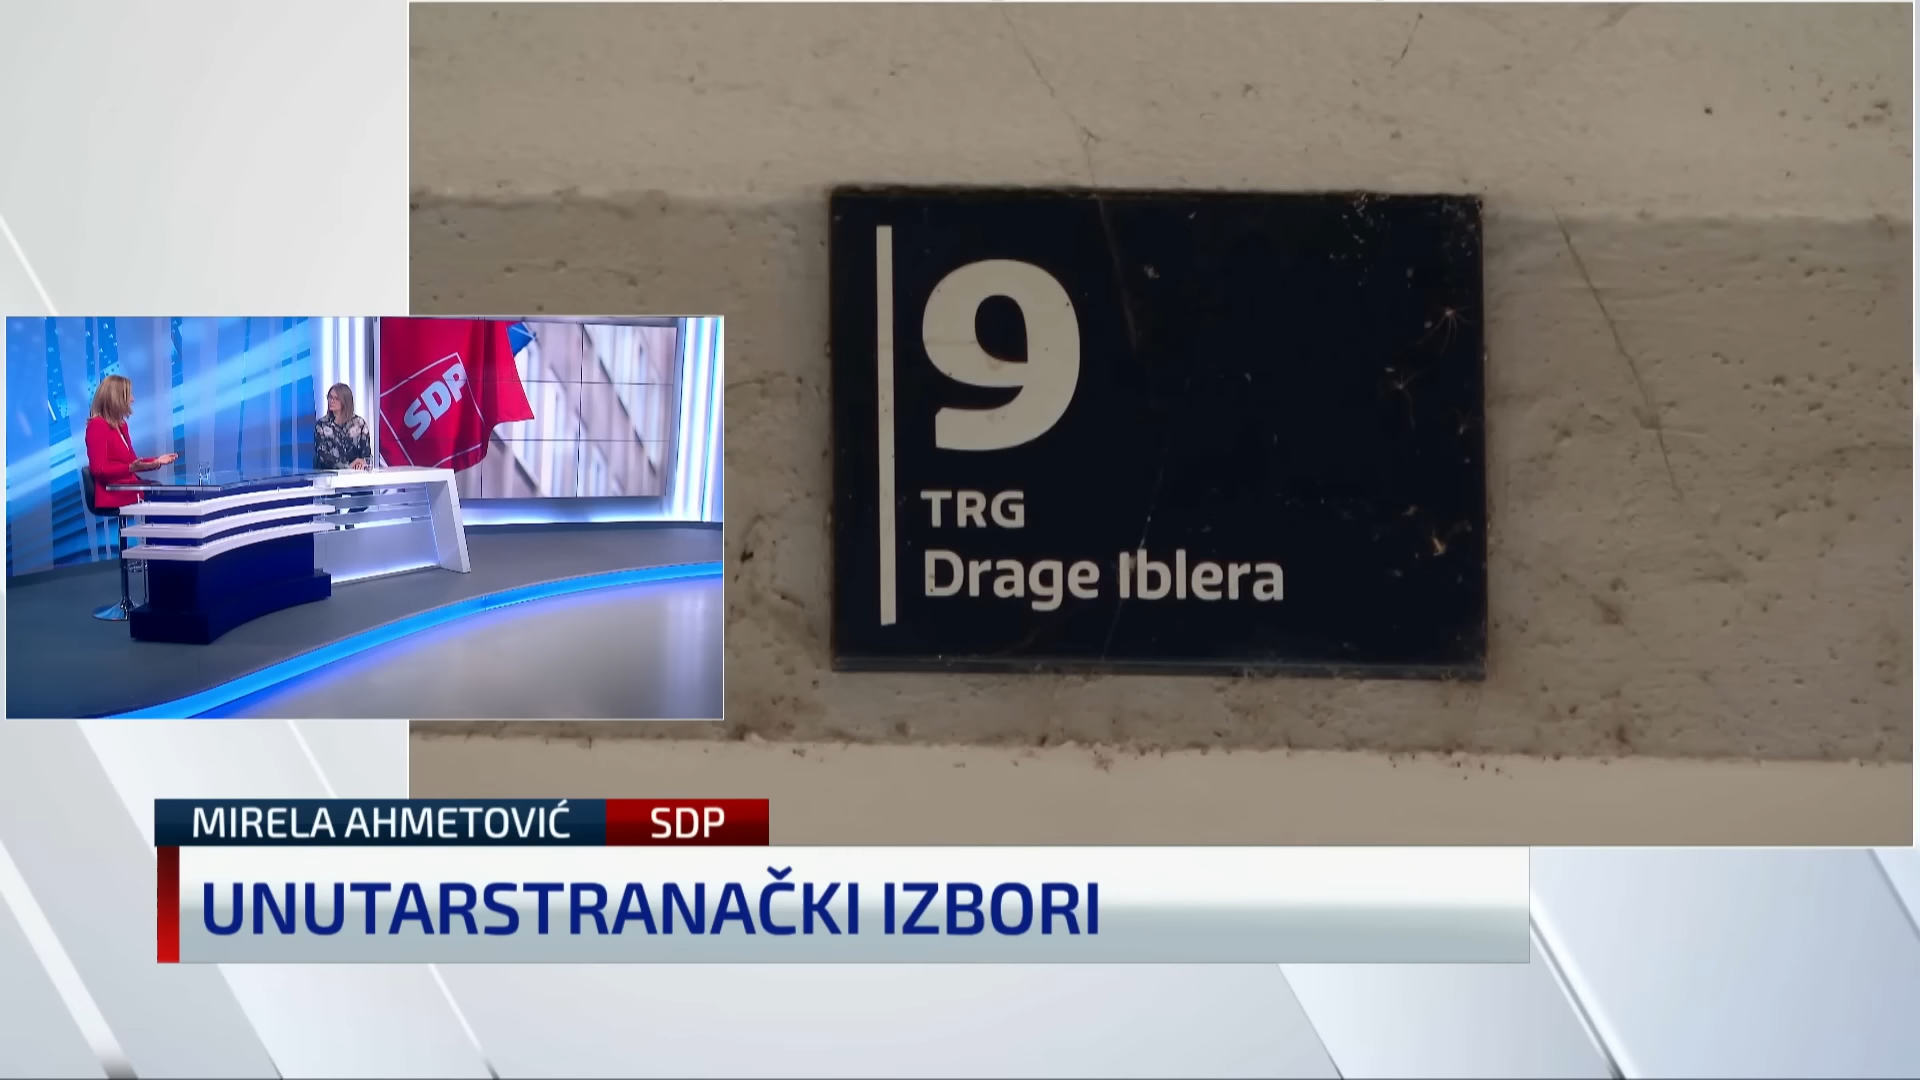 9
TRG
Drage Iblera
SDP
MIRELA AHMETOVIĆ SDP
UNUTARSTRANAČKI IZBORI